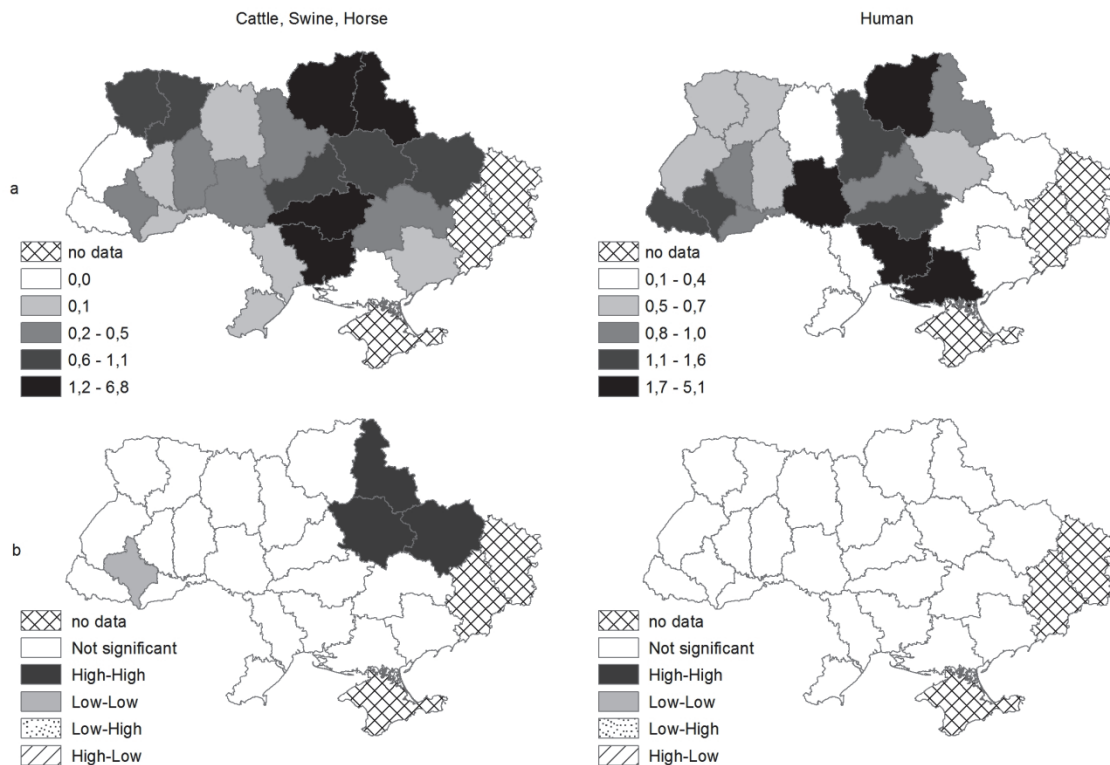 Cattle, Swine, Horse
Human
a
no data
0,0
0,1
0,2 - 0,5
0,6 - 1,1
1,2 - 6,8
no data
0,1 - 0,4
0,5 - 0,7
0,8 - 1,0
1,1 - 1,6
1,7 - 5,1
b
no data
Not significant
High-High
Low-Low
Low-High
High-Low
no data
Not significant
High-High
Low-Low
Low-High
High-Low